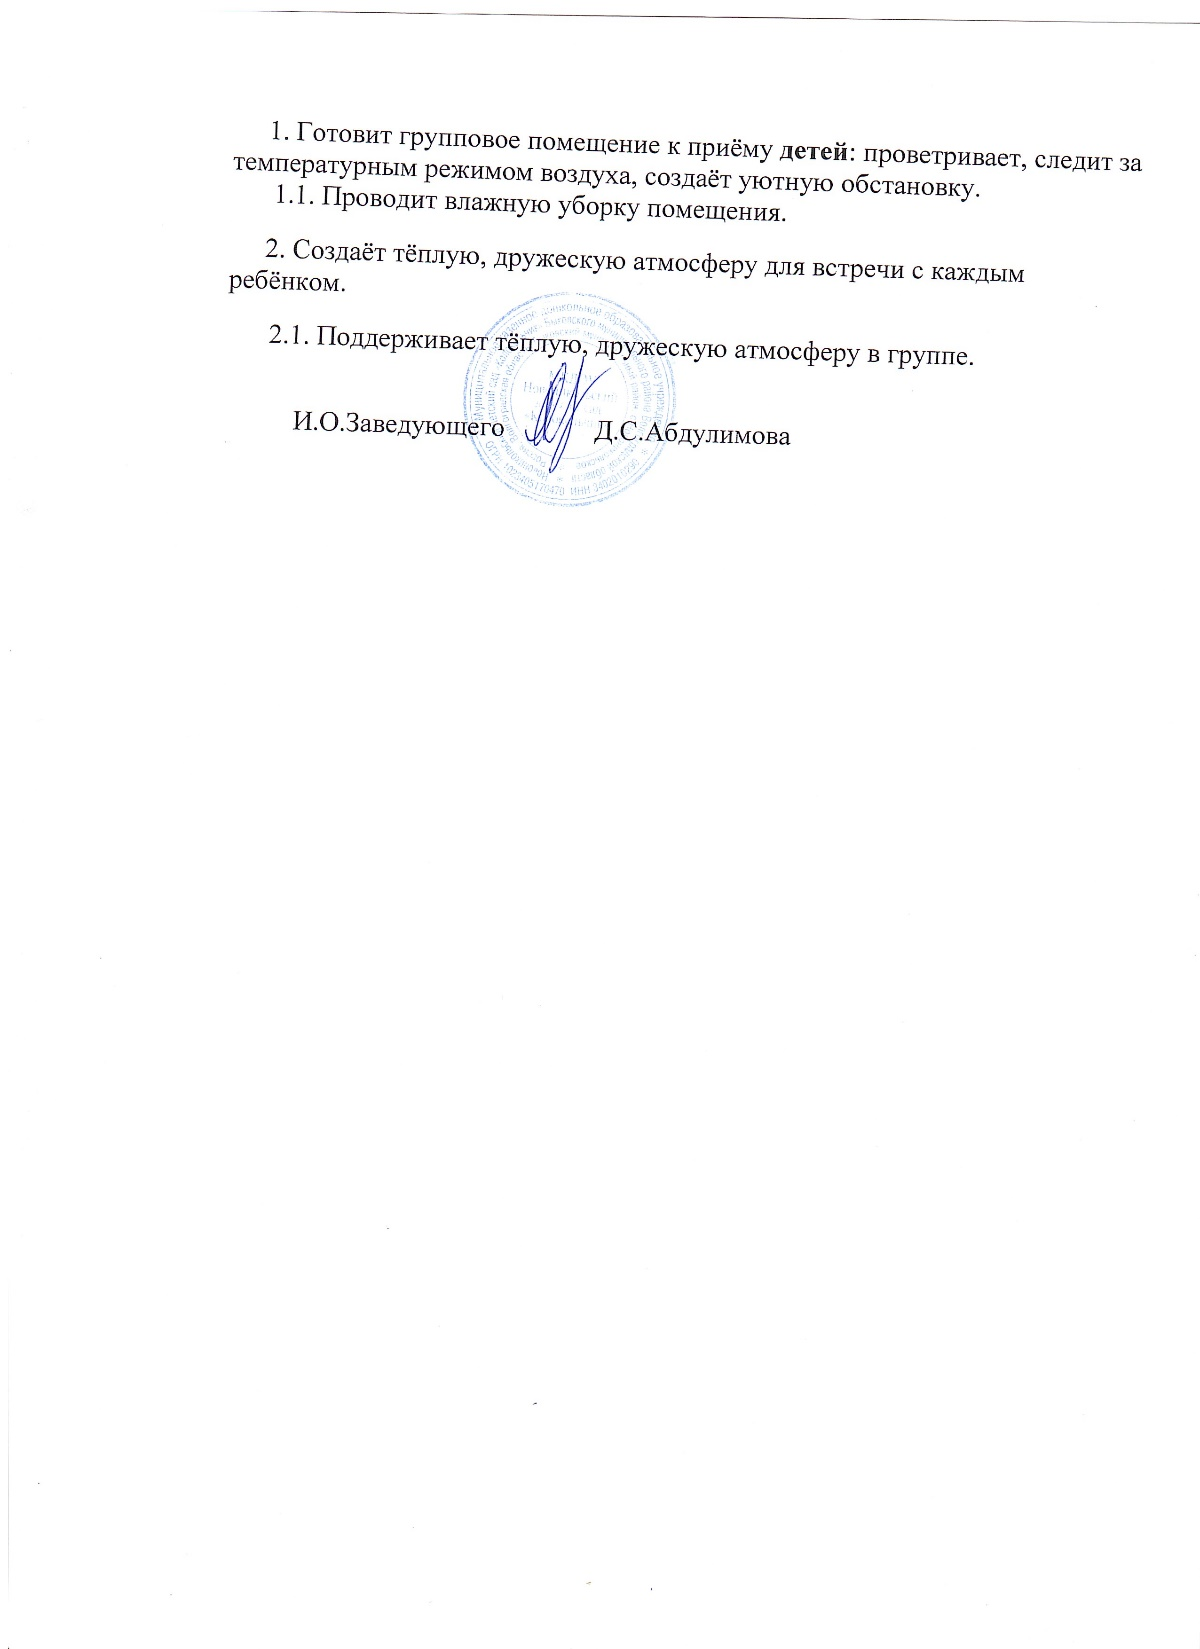 1. Готовит групповое помещение к приёму детей: проветривает, следит за
температурным режимом воздуха, создаёт уютную обстановку.
1.1. Проводит влажную уборку помещения.
2. Создаёт тёплую, дружескую атмосферу для встречи с каждым
ребёнком.
2.1. Поддерживает тёплую, дружескую атмосферу в группе.
И.О.Заведующего Д.С.Абдулимова